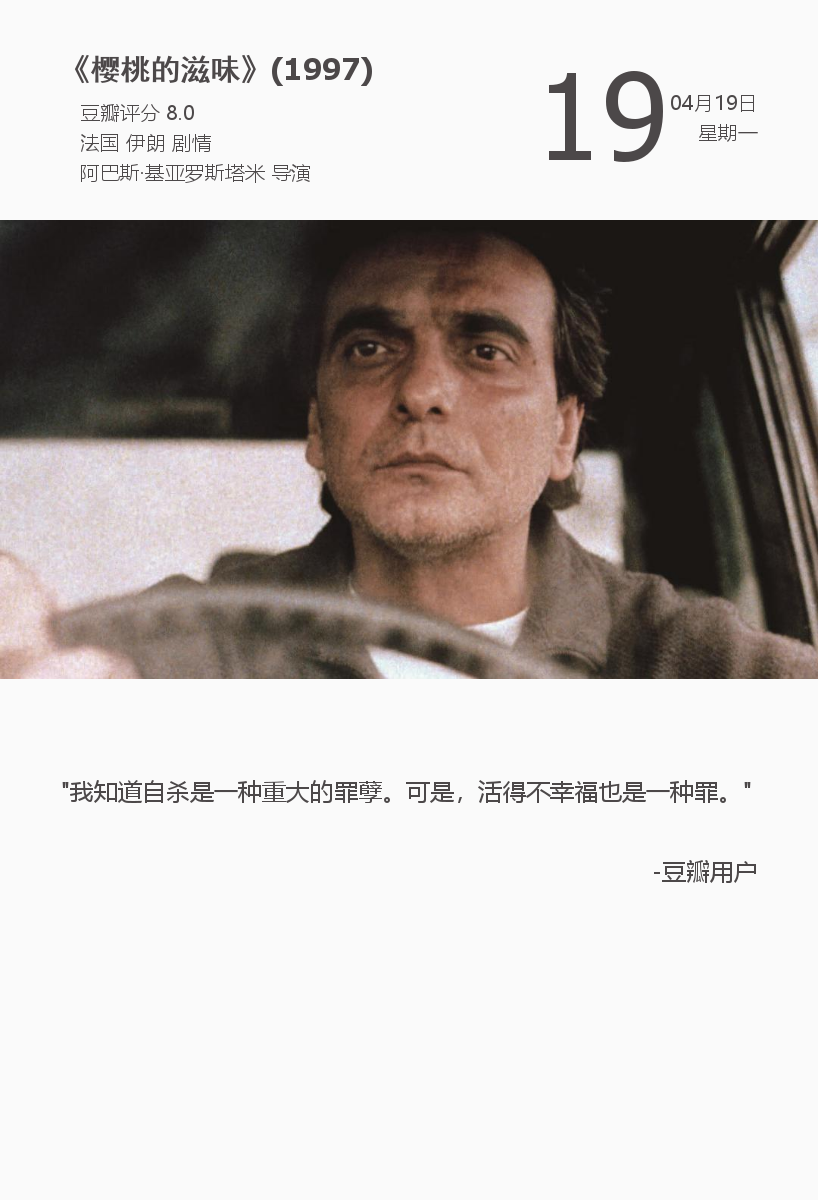 《樱桃的滋味》(1997)
豆瓣评分 8.0
法国 伊朗 剧情
阿巴斯·基亚罗斯塔米 导演
19
04月19日
星期一
"我知道自杀是一种重大的罪孽。可是，活得不幸福也是一种罪。"
-豆瓣用户